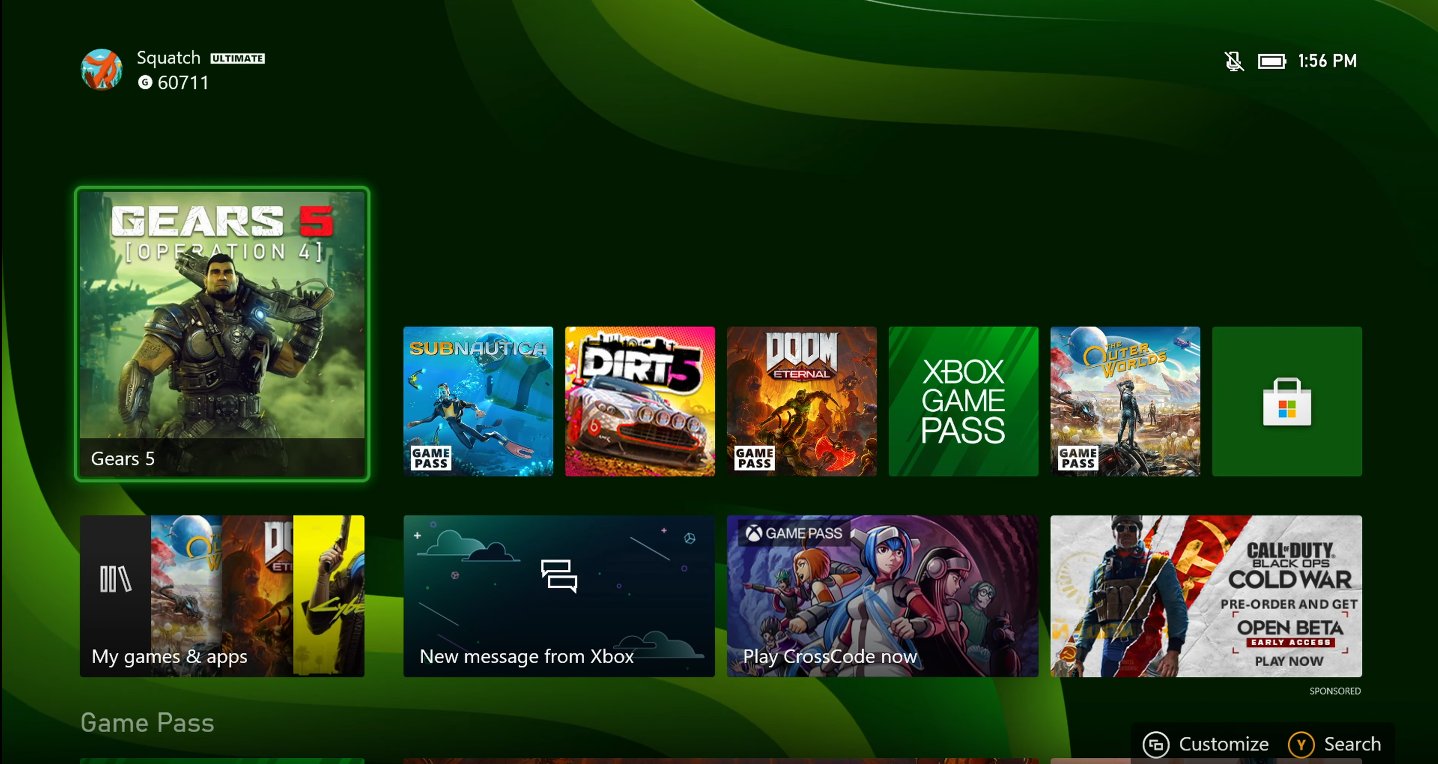 Squatch ULTIMATE
G 60711
1:56 PM
GEARS 5
[OPERATION 4]
Gears 5
SUBNAUTICA
GAME
PASS
DIRT 5
DOOM
ETERNAL
GAME
PASS
XBOX
GAME
PASS
THE
OUTER
WORLDS
GAME
PASS
My games & apps
New message from Xbox
GAME PASS
Play CrossCode now
CALL OF DUTY
BLACK OPS
COLD WAR
PRE-ORDER AND GET
OPEN BETA
EARLY ACCESS
PLAY NOW
SPONSORED
Game Pass
Customize
Y Search